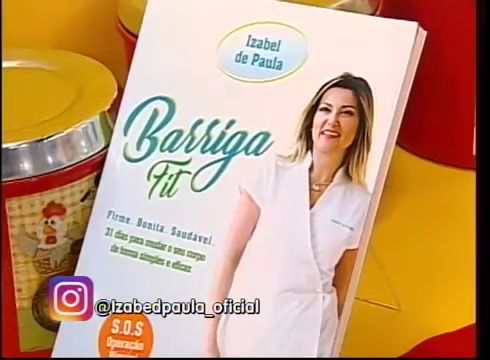 Izabel
de Paula
Barriga
Fit
Firme. Bonita. Saudável.
21 dias para mudar o seu corpo
de forma simples e eficaz
@Izabedpaula_oficial
S.O.S
Operação